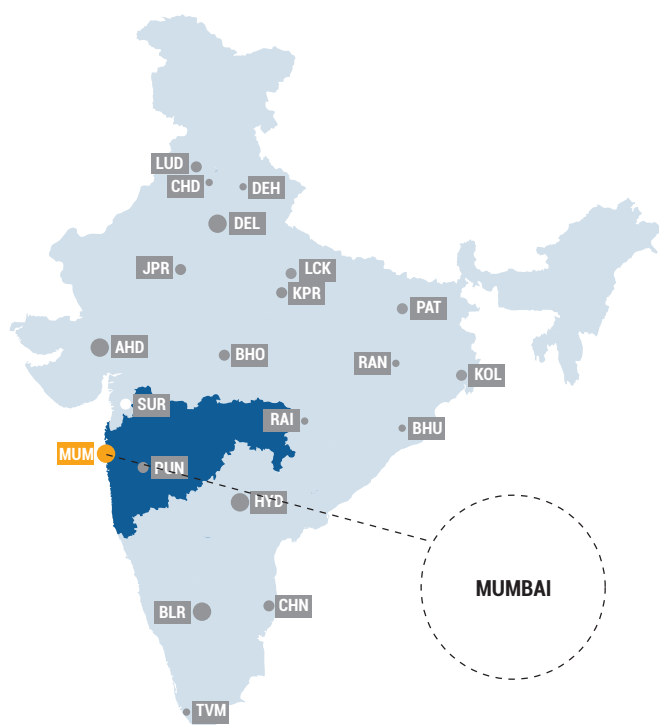 LUD
CHD
DEH
DEL
JPR
LCK
KPR
PAT
AHD
BHO
RAN
KOL
SUR
RAI
BHU
MUM
PUN
HYD
MUMBAI
BLR
CHN
TVM